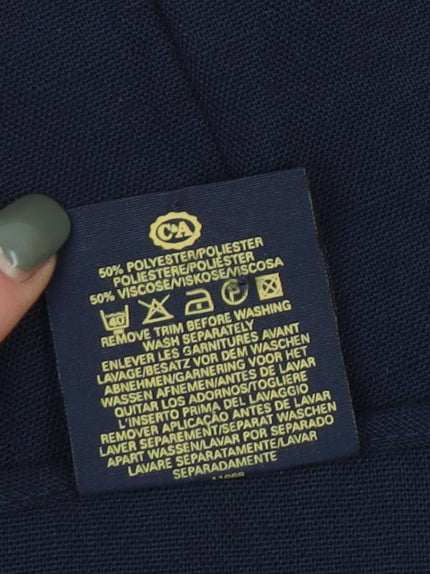 C&A
50% POLYESTER/POLIESTER
POLIESTERE/POLIÉSTER
50% VISCOSE/VISKOSE/VISCOSA
40 P
REMOVE TRIM BEFORE WASHING
WASH SEPARATELY
ENLEVER LES GARNITURES AVANT
LAVAGE/BESATZ VOR DEM WASCHEN
ABNEHMEN/GARNERING VOOR HET
WASSEN AFNEMEN/ANTES DE LAVAR
QUITAR LOS ADORNOS/TOGLIERE
L'INSERTO PRIMA DEL LAVAGGIO
REMOVER APLICAÇÃO ANTES DE LAVAR
LAVER SEPAREMENT/SEPARAT WASCHEN
APART WASSEN/LAVAR POR SEPARADO
LAVARE SEPARATAMENTE/LAVAR
SEPARADAMENTE